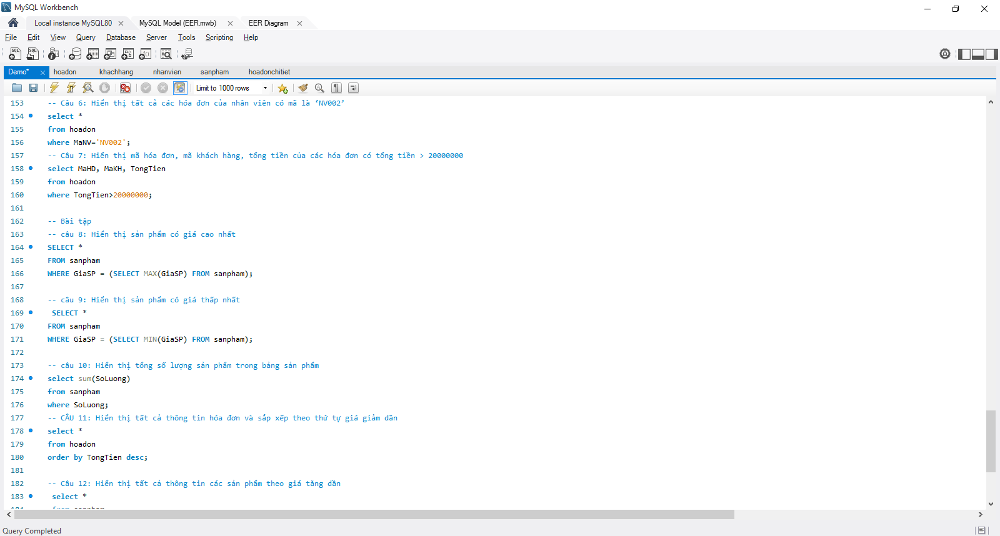 MySQL Workbench
Local instance MySQL80
MySQL Model (EER.mwb)
EER Diagram
File Edit View Query Database Server Tools Scripting Help
Demo* hoadon khachhang nhanvien sanpham hoadonchitiet
Limit to 1000 rows
153 -- Câu 6: Hiển thị tất cả các hóa đơn của nhân viên có mã là ‘NV002’
154 select *
155 from hoadon
156 where MaNV='NV002';
157 -- Câu 7: Hiển thị mã hóa đơn, mã khách hàng, tổng tiền của các hóa đơn có tổng tiền > 20000000
158 select MaHD, MaKH, TongTien
159 from hoadon
160 where TongTien>20000000;
161
162 -- Bài tập
163 -- câu 8: Hiển thị sản phẩm có giá cao nhất
164 SELECT *
165 FROM sanpham
166 WHERE GiaSP = (SELECT MAX(GiaSP) FROM sanpham);
167
168 -- câu 9: Hiển thị sản phẩm có giá thấp nhất
169 SELECT *
170 FROM sanpham
171 WHERE GiaSP = (SELECT MIN(GiaSP) FROM sanpham);
172
173 -- câu 10: Hiển thị tổng số lượng sản phẩm trong bảng sản phẩm
174 select sum(SoLuong)
175 from sanpham
176 where SoLuong;
177 -- CÂU 11: Hiển thị tất cả thông tin hóa đơn và sắp xếp theo thứ tự giá giảm dần
178 select *
179 from hoadon
180 order by TongTien desc;
181
182 -- Câu 12: Hiển thị tất cả thông tin các sản phẩm theo giá tăng dần
183 select *
184 from sanpham
Query Completed